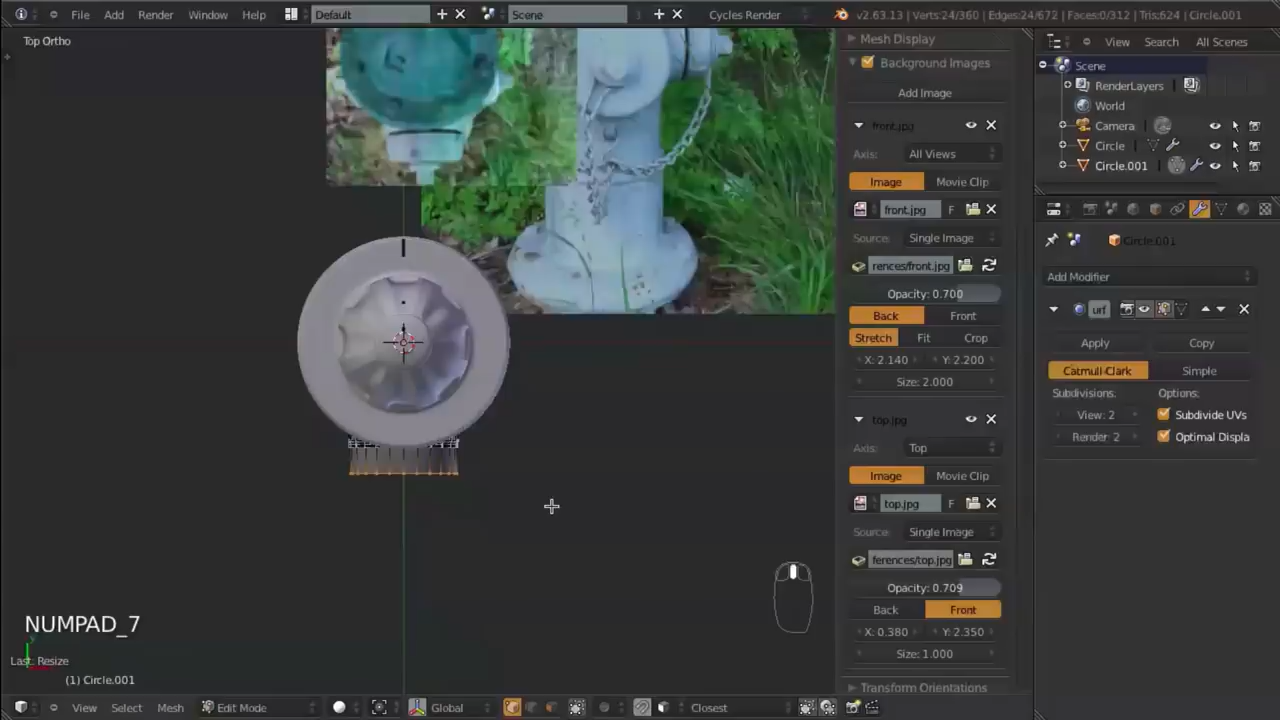 File Add Render Window Help Default Scene Cycles Render v2.63.13 | Verts:24/360 | Edges:24/672 | Faces:0/312 | Tris:624 | Circle.001
Top Ortho
Mesh Display
Background Images
Add Image
front.jpg
Axis: All Views
Image Movie Clip
front.jpg F
Source: Single Image
rences/front.jpg
Opacity: 0.700
Back Front
Stretch Fit Crop
X: 2.140 Y: 2.200
Size: 2.000
top.jpg
Axis: Top
Image Movie Clip
top.jpg F
Source: Single Image
ferences/top.jpg
Opacity: 0.709
Back Front
X: 0.380 Y: 2.350
Size: 1.000
Transform Orientations
View Search All Scenes
Scene
RenderLayers
World
Camera
Circle
Circle.001
Circle.001
Add Modifier
urf
Apply Copy
Catmull-Clark Simple
Subdivisions: Options:
View: 2 Subdivide UVs
Render: 2 Optimal Displa
NUMPAD_7
Last: Resize
(1) Circle.001
View Select Mesh Edit Mode Global Closest